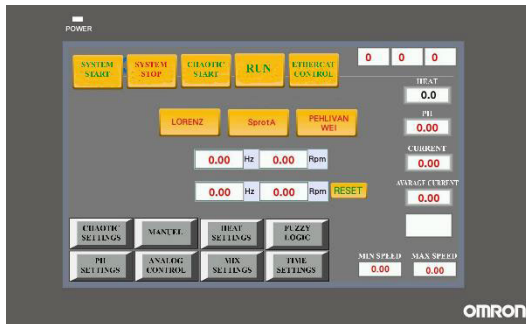 POWER
SYSTEM START
SYSTEM STOP
CHAOTIC START
RUN
ETHERCAT CONTROL
0 0 0
HEAT
0.0
PH
0.00
LORENZ
SprotA
PEHLIVAN WEI
CURRENT
0.00 Hz 0.00 Rpm
0.00
AVARAGE CURRENT
0.00 Hz 0.00 Rpm RESET
0.00
CHAOTIC SETTINGS
MANUEL
HEAT SETTINGS
FUZZY LOGIC
PH SETTINGS
ANALOG CONTROL
MIX SETTINGS
TIME SETTINGS
MIN SPEED
MAX SPEED
0.00
0.00
OMRON